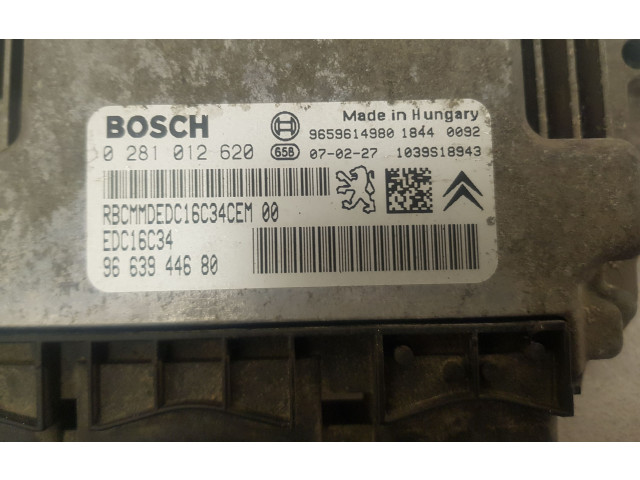 BOSCH
Made in Hungary
9659614980 1844 0092
0 281 012 620
658 07-02-27 1039S18943
RBCMMDEDC16C34CEM 00
EDC16C34
96 639 446 80